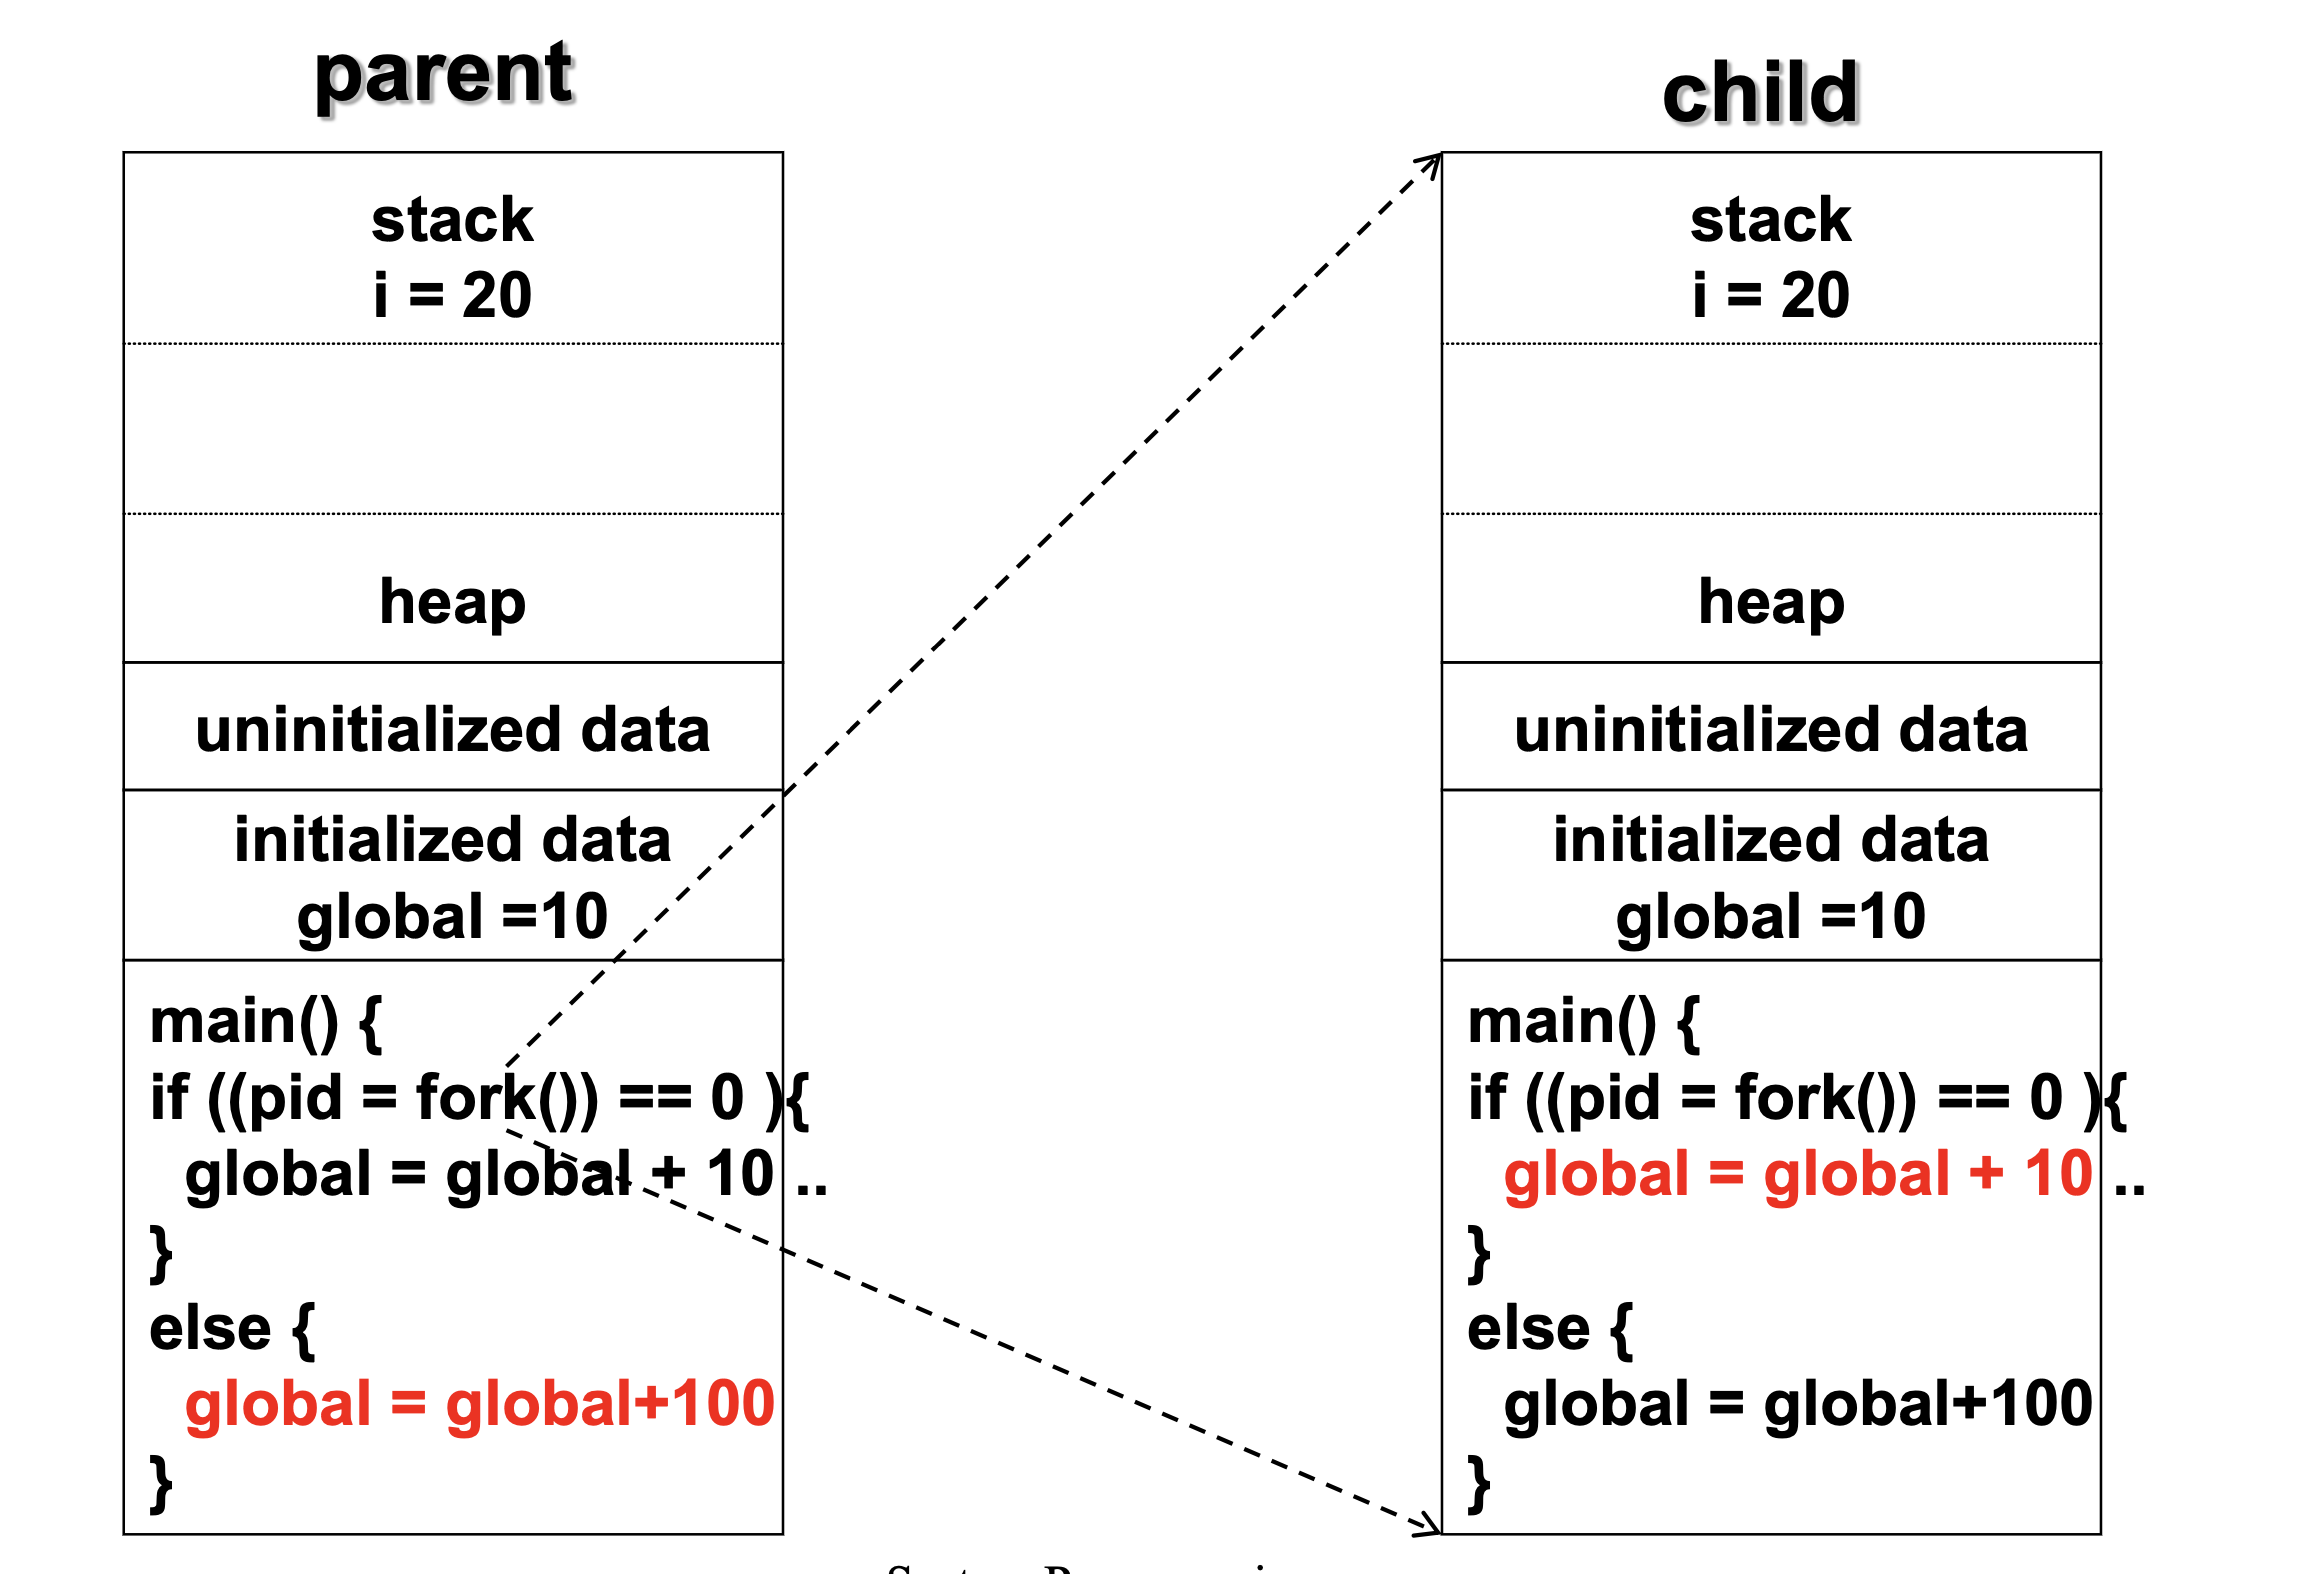 parent
stack
i = 20
heap
uninitialized data
initialized data
global =10
main() {
if ((pid = fork()) == 0 ){
global = global + 10 ..
}
else {
global = global+100
}
child
stack
i = 20
heap
uninitialized data
initialized data
global =10
main() {
if ((pid = fork()) == 0 ){
global = global + 10 ..
}
else {
global = global+100
}